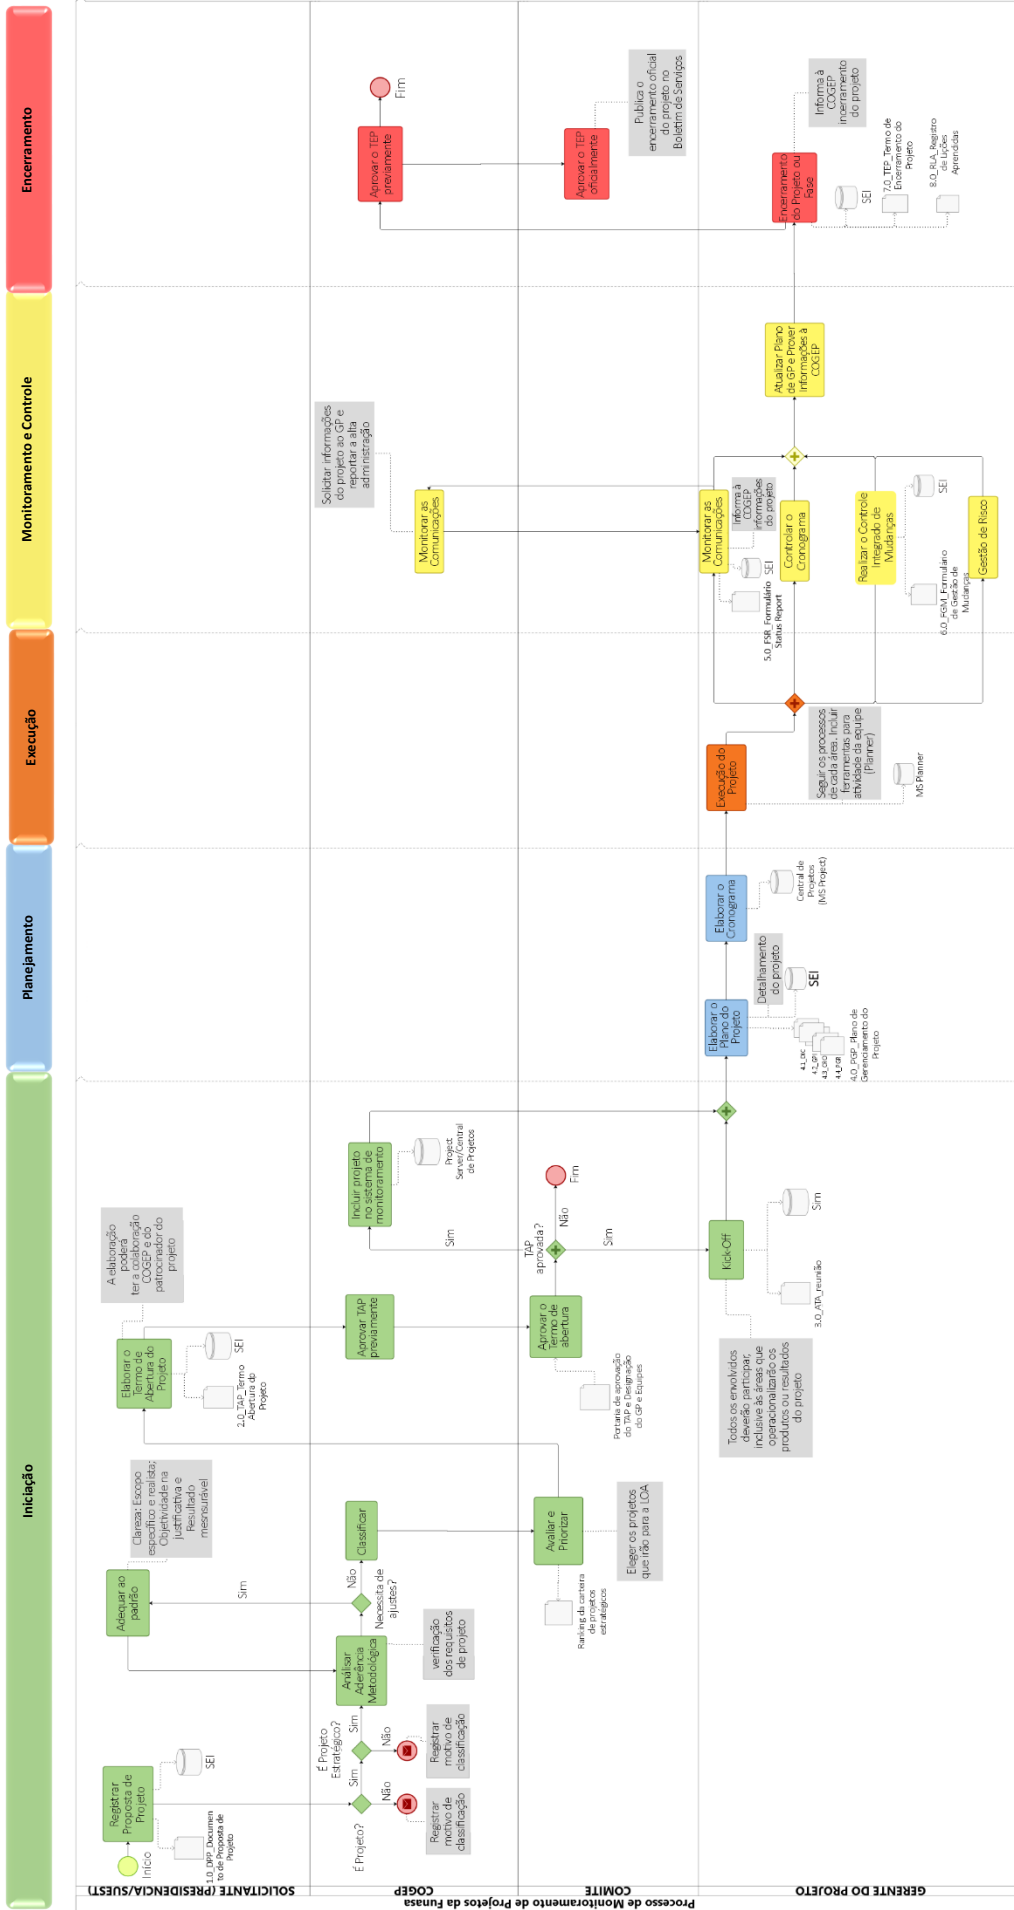 Iniciação
Planejamento
Execução
Monitoramento e Controle
Encerramento
Processo de Monitoramento de Projetos da Funasa
SOLICITANTE (PRESIDENCIA/SUEST)
COGEP
COMITE
GERENTE DO PROJETO
Início
Registrar
Proposta de
Projeto
SEI
1.0_DPP_Documen
to de Proposta de
Projeto
É Projeto?
Sim
Não
Registrar
motivo de
classificação
É Projeto
Estratégico?
Sim
Não
Registrar
motivo de
classificação
Análisar
Aderência
Metodológica
verificação
dos requisitos
de projeto
Necessita de
ajustes?
Sim
Não
Adequar ao
padrão
Clareza: Escopo
específico e realista;
Objetividade na
justificativa e
Resultado
mesnsurável
Classificar
Avaliar e
Priorizar
Ranking da carteira
de projetos
estratégicos
Eleger os projetos
que irão para a LOA
Elaborar o
Termo de
Abertura do
Projeto
A elaboração
poderá
ter a colaboração
COGEP e do
patrocinador do
projeto
SEI
2.0_TAP_Termo
Abertura do
Projeto
Aprovar TAP
previamente
Aprovar o
Termo de
abertura
Portaria de aprovação
do TAP e Designação
do GP e Equipes
TAP
aprovada?
Sim
Não
Fim
Sim
Incluir projeto
no sistema de
monitoramento
Project
Server/Central
de Projetos
Kick-Off
Todos os envolvidos
deverão participar,
inclusive às áreas que
operacionalizarão os
produtos ou resultados
do projeto
3.0_ATA_reunião
Sim
Elaborar o
Plano do
Projeto
Detalhamento
do projeto
SEI
4.0_PGP_Plano de
Gerenciamento do
Projeto
Elaborar o
Cronograma
Central de
Projetos
(MS Project)
Execução do
Projeto
Seguir os processos
de cada área. Incluir
ferramentas para
atividade da equipe
(Planner)
MS Planner
Solicitar informações
do projeto ao GP e
reportar a alta
administração
Monitorar as
Comunicações
Monitorar as
Comunicações
Informa à
COGEP
informações
do projeto
SEI
5.0_FSR_Formulário
Status Report
Controlar o
Cronograma
Realizar o Controle
Integrado de
Mudanças
SEI
6.0_FGM_Formulário
de Gestão de
Mudanças
Gestão de Risco
Atualizar Plano
de GP e Prover
Informações à
COGEP
Encerramento
do Projeto ou
Fase
Informa à
COGEP
incerramento
do projeto
SEI
7.0_TEP_Termo de
Encerramento do
Projeto
8.0_RLA_Registro
de Lições
Aprendidas
Aprovar o TEP
previamente
Fim
Aprovar o TEP
oficialmente
Publica o
encerramento oficial
do projeto no
Boletim de Serviços